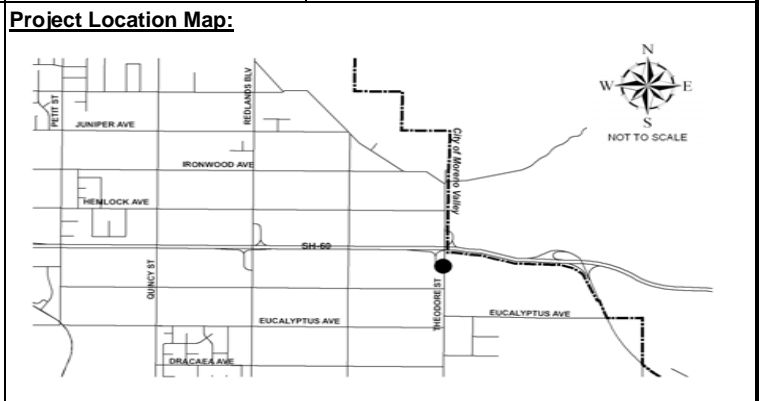 Project Location Map:
N
W E
S
NOT TO SCALE
PETIT ST
REDLANDS BLV
JUNIPER AVE
City of Moreno Valley
IRONWOOD AVE
HEMLOCK AVE
SH-60
QUINCY ST
THEODORE ST
EUCALYPTUS AVE
EUCALYPTUS AVE
DRACAEA AVE